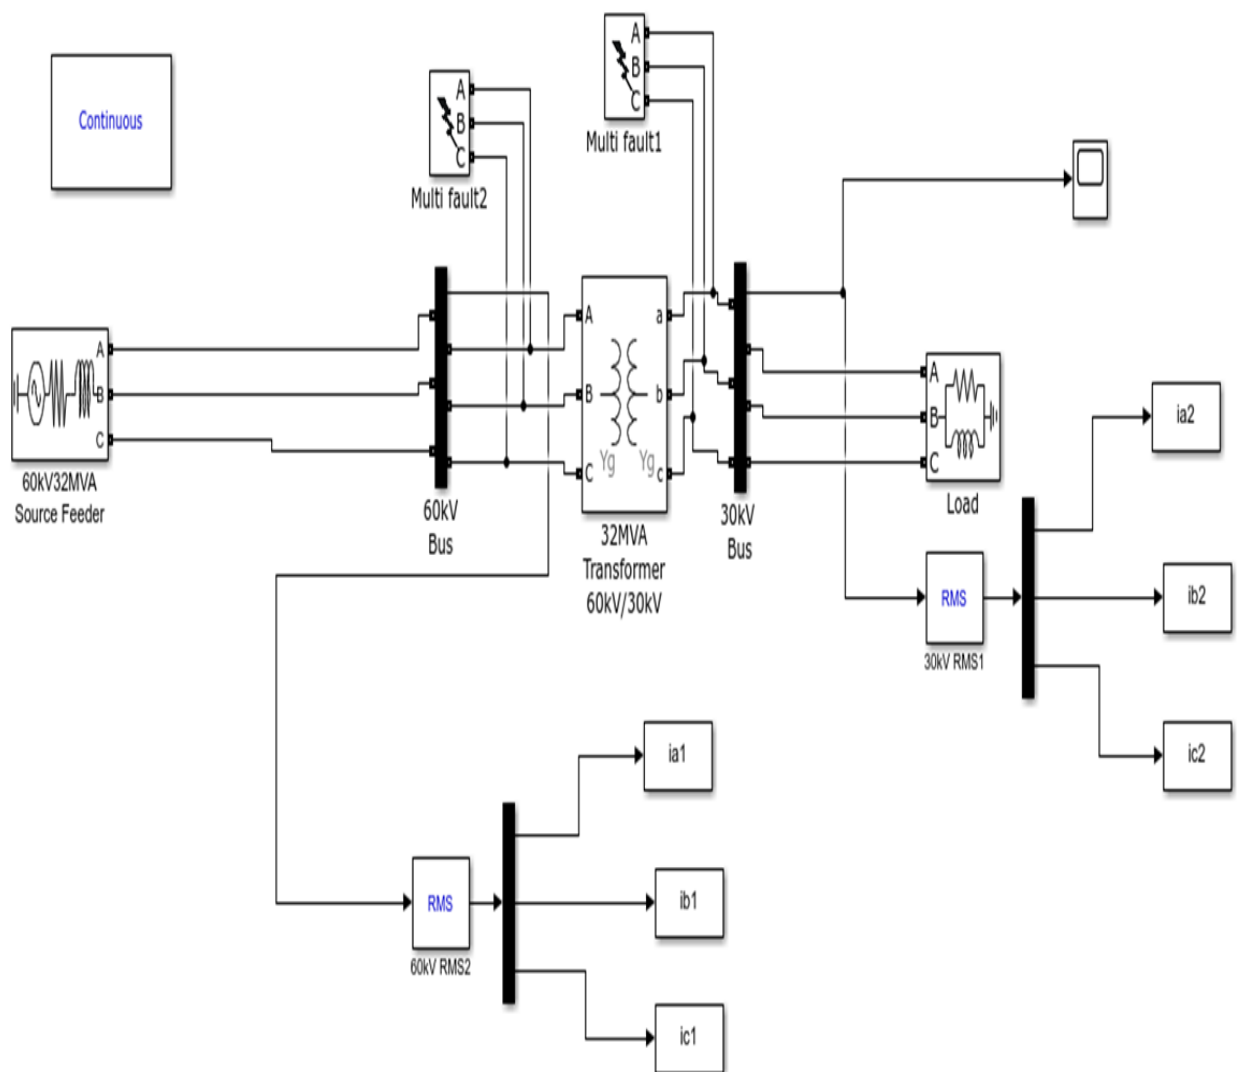 Continuous
A
B
C
Multi fault2
A
B
C
Multi fault1
A
B
C
60kV32MVA
Source Feeder
60kV
Bus
A
B
C
a
b
c
Yg
Yg
32MVA
Transformer
60kV/30kV
30kV
Bus
A
B
C
Load
RMS
30kV RMS1
ia2
ib2
ic2
RMS
60kV RMS2
ia1
ib1
ic1